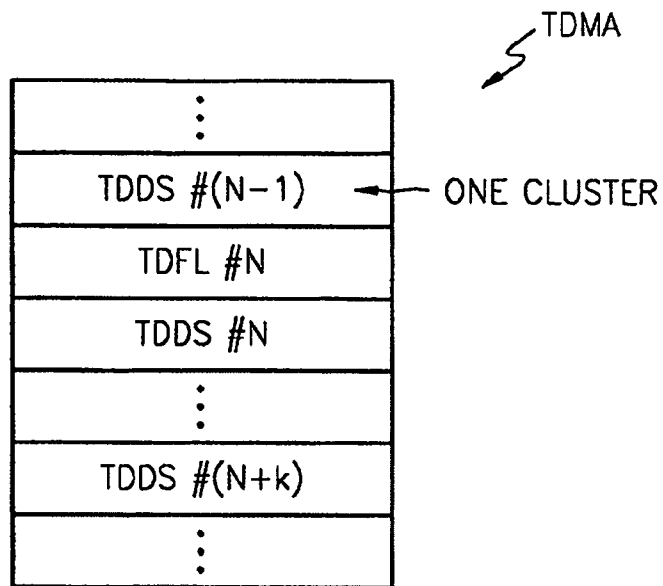 TDMA
⋮
TDDS #(N-1)
ONE CLUSTER
TDFL #N
TDDS #N
⋮
TDDS #(N+k)
⋮